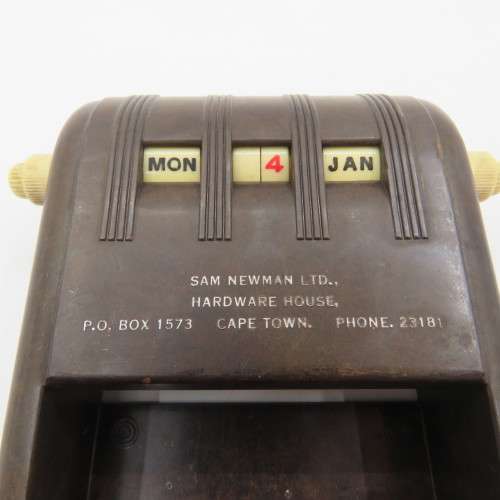 MON 4 JAN
SAM NEWMAN LTD.,
HARDWARE HOUSE,
P.O. BOX 1573 CAPE TOWN. PHONE. 23181